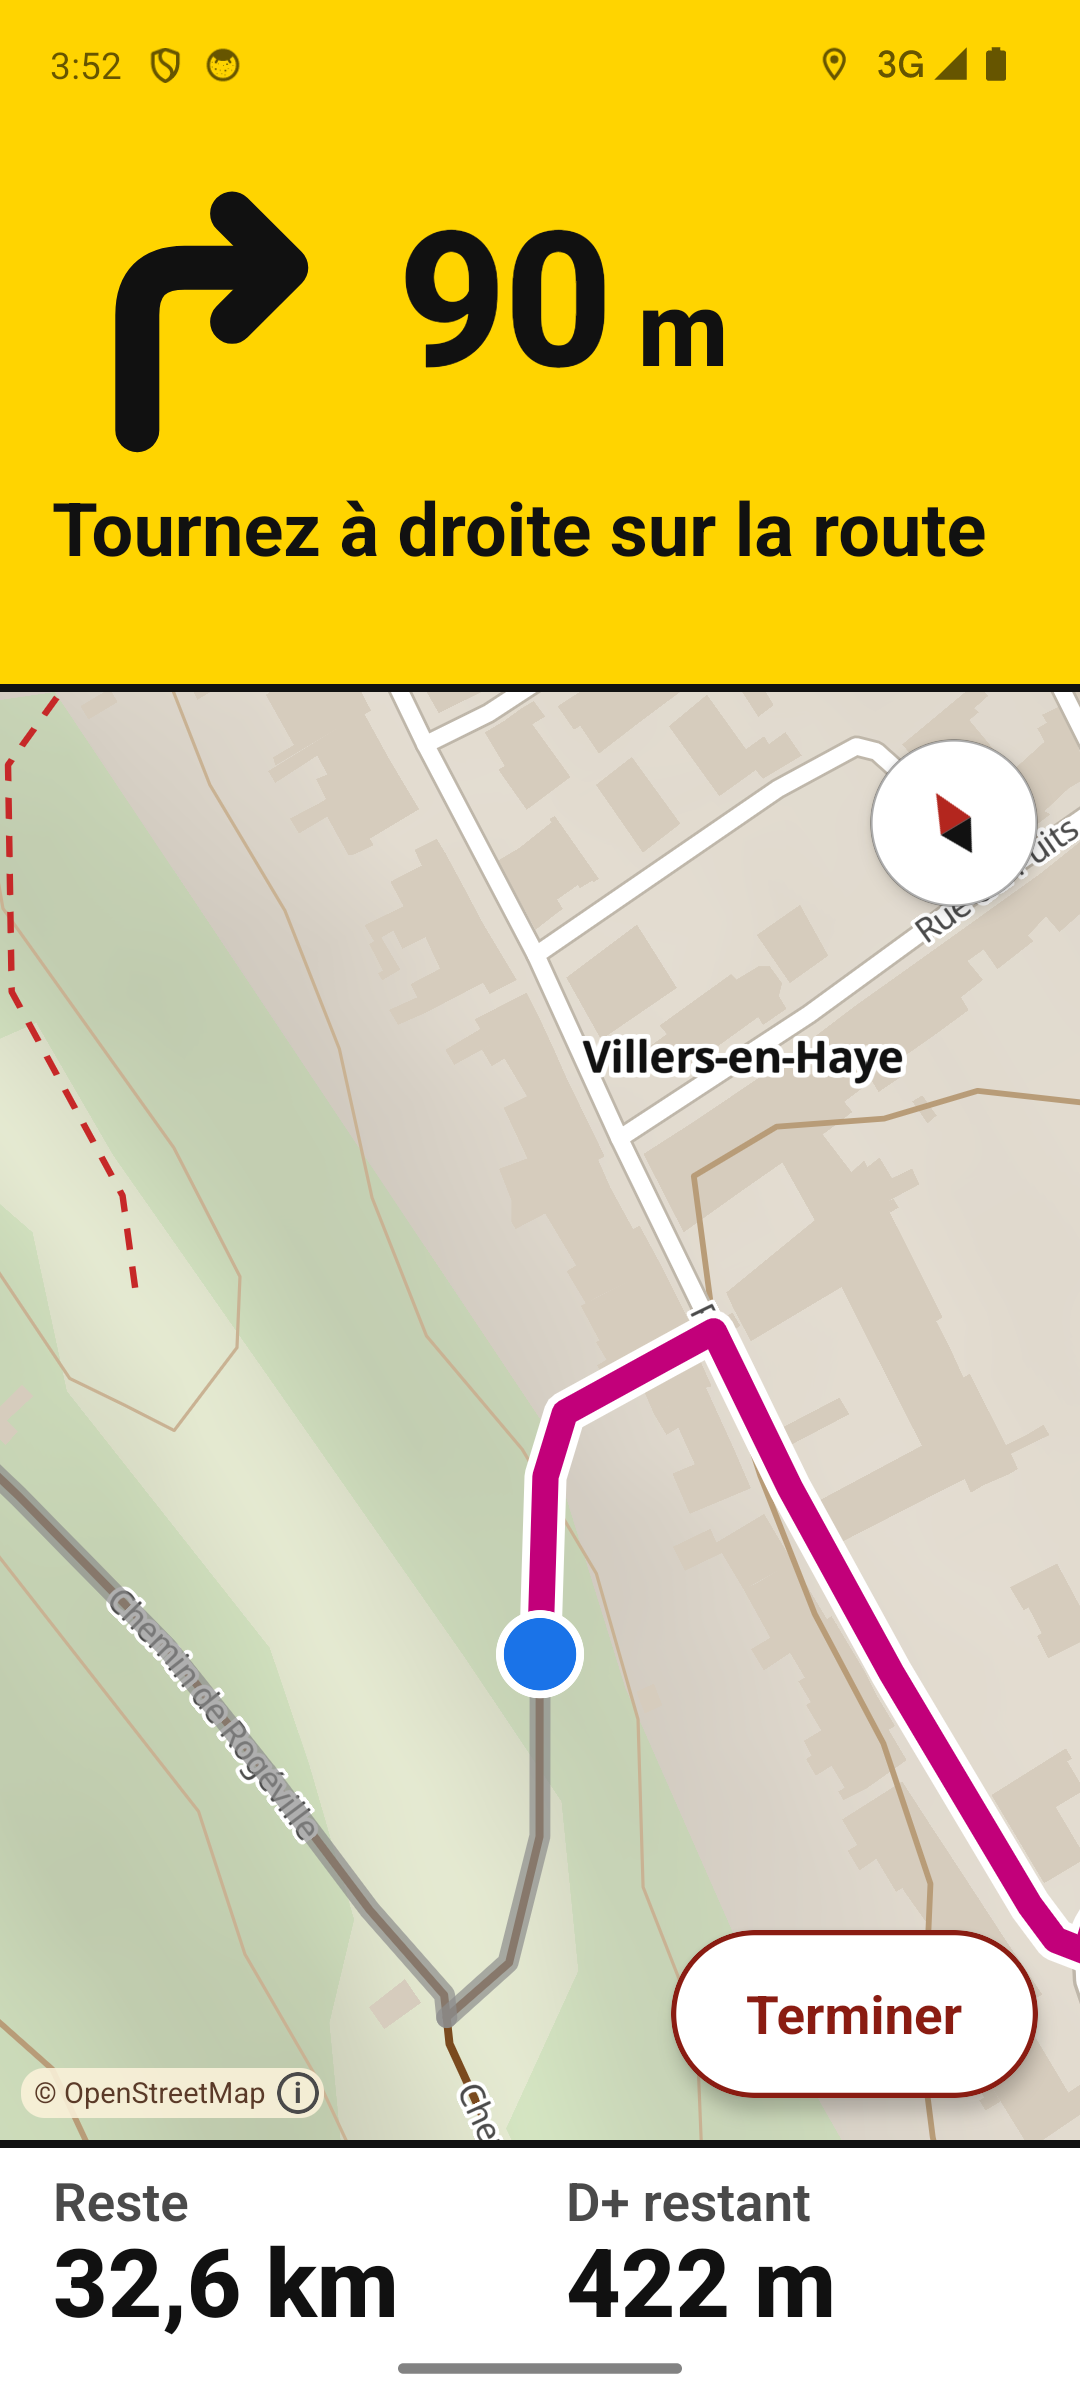 3:52
3G
90 m
Tournez à droite sur la route
Villers-en-Haye
Chemin de Rogéville
Terminer
© OpenStreetMap
Reste
D+ restant
32,6 km
422 m